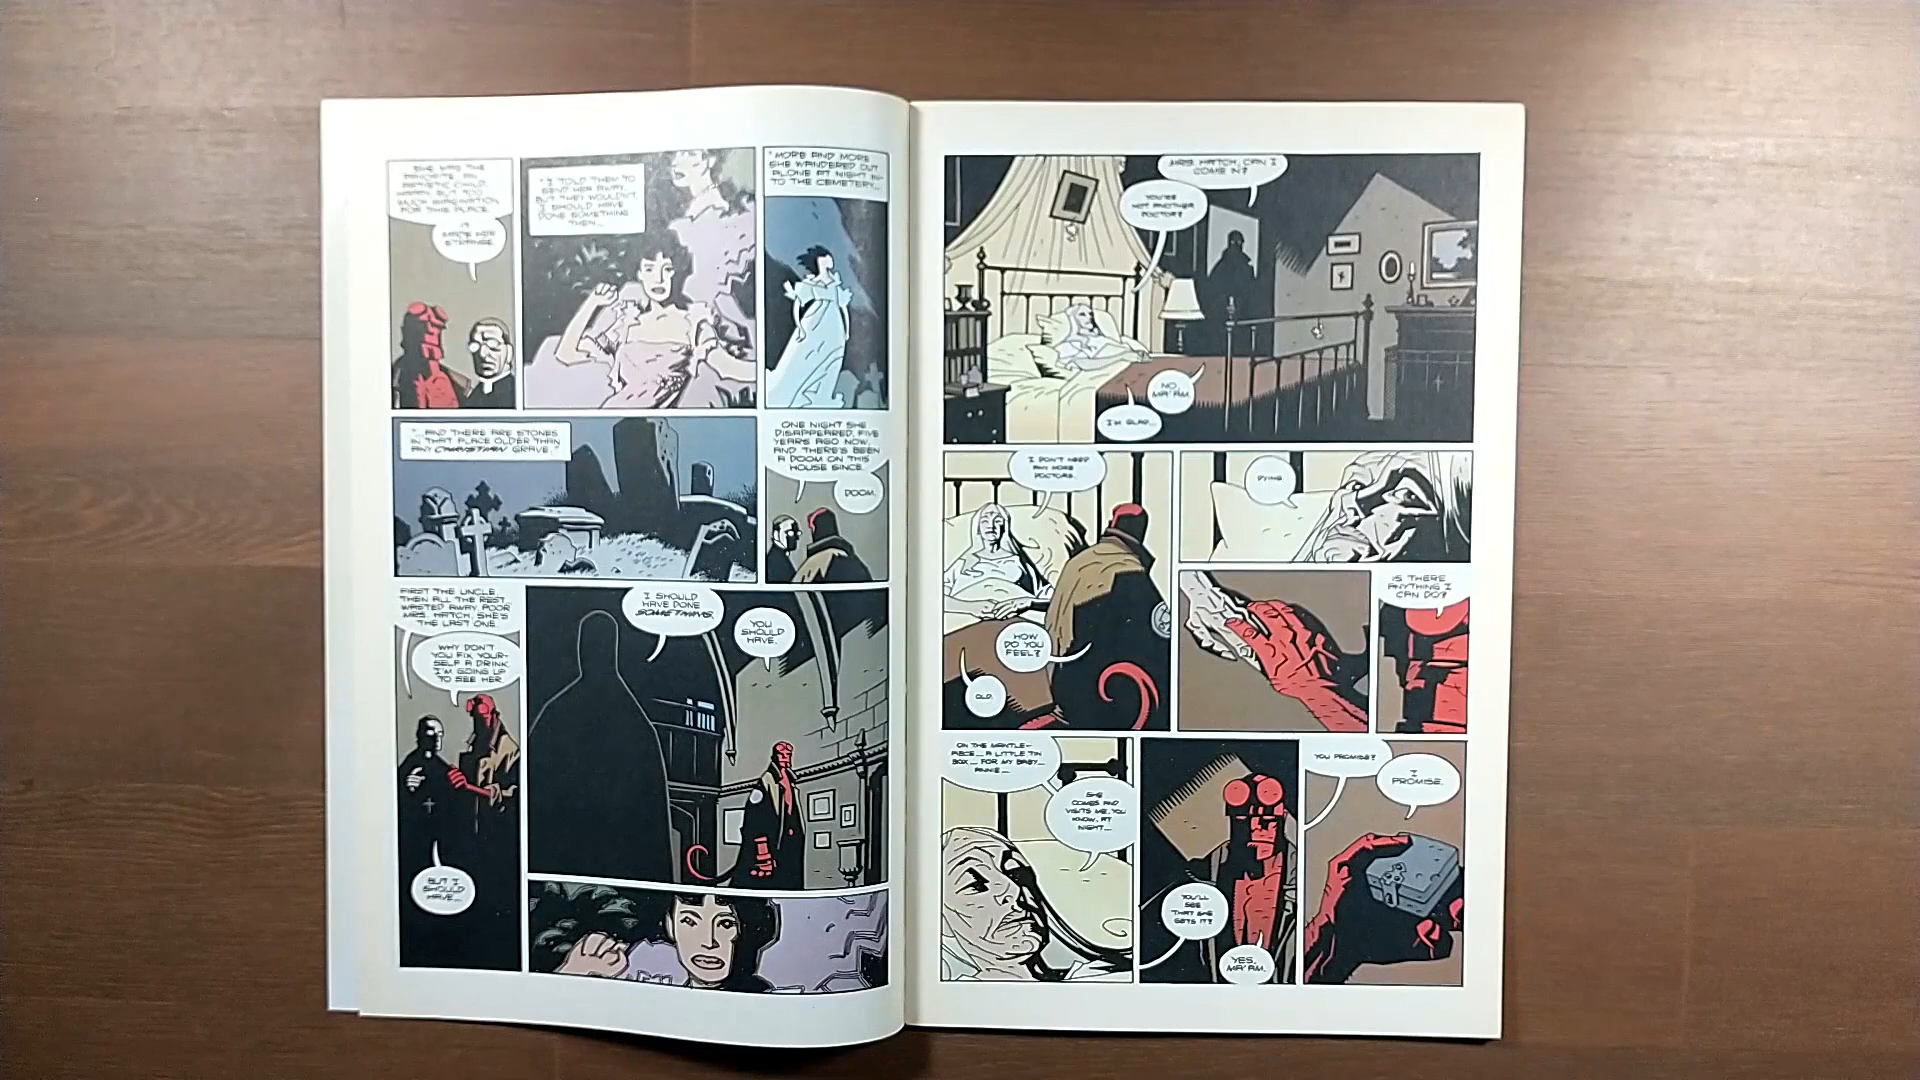 SHE WAS THE
FAVORITE. AN
ARTISTIC CHILD,
HAPPY, BUT TOO
MUCH IMAGINATION
FOR THIS PLACE.
IT
MADE HER
STRANGE.
"I TOLD THEM TO
SEND HER AWAY,
BUT THEY WOULDN'T.
I SHOULD HAVE
DONE SOMETHING
THEN...
"MORE AND MORE
SHE WANDERED OUT
ALONE AT NIGHT IN-
TO THE CEMETERY...
"...AND THERE ARE STONES
IN THAT PLACE OLDER THAN
ANY CHRISTIAN GRAVE."
ONE NIGHT SHE
DISAPPEARED, FIVE
YEARS AGO NOW,
AND THERE'S BEEN
A DOOM ON THIS
HOUSE SINCE.
DOOM.
FIRST THE UNCLE
THEN ALL THE REST,
WASTED AWAY. POOR
MRS. HATCH, SHE'S
THE LAST ONE.
WHY DON'T
YOU FIX YOUR-
SELF A DRINK.
I'M GOING UP
TO SEE HER.
BUT I
SHOULD
HAVE...
I SHOULD
HAVE DONE
SOMETHING.
YOU
SHOULD
HAVE.
MRS. HATCH, CAN I
COME IN?
YOU'RE
NOT ANOTHER
DOCTOR?
NO,
MA'AM.
I'M GLAD...
I DON'T NEED
ANY MORE
DOCTORS.
HOW
DO YOU
FEEL?
OLD.
DYING.
IS THERE
ANYTHING I
CAN DO?
ON THE MANTLE-
PIECE... A LITTLE TIN
BOX... FOR MY BABY...
ANNIE...
SHE
COMES AND
VISITS ME, YOU
KNOW, AT
NIGHT...
YOU'LL
SEE
THAT SHE
GETS IT?
YES,
MA'AM.
YOU PROMISE?
I
PROMISE.